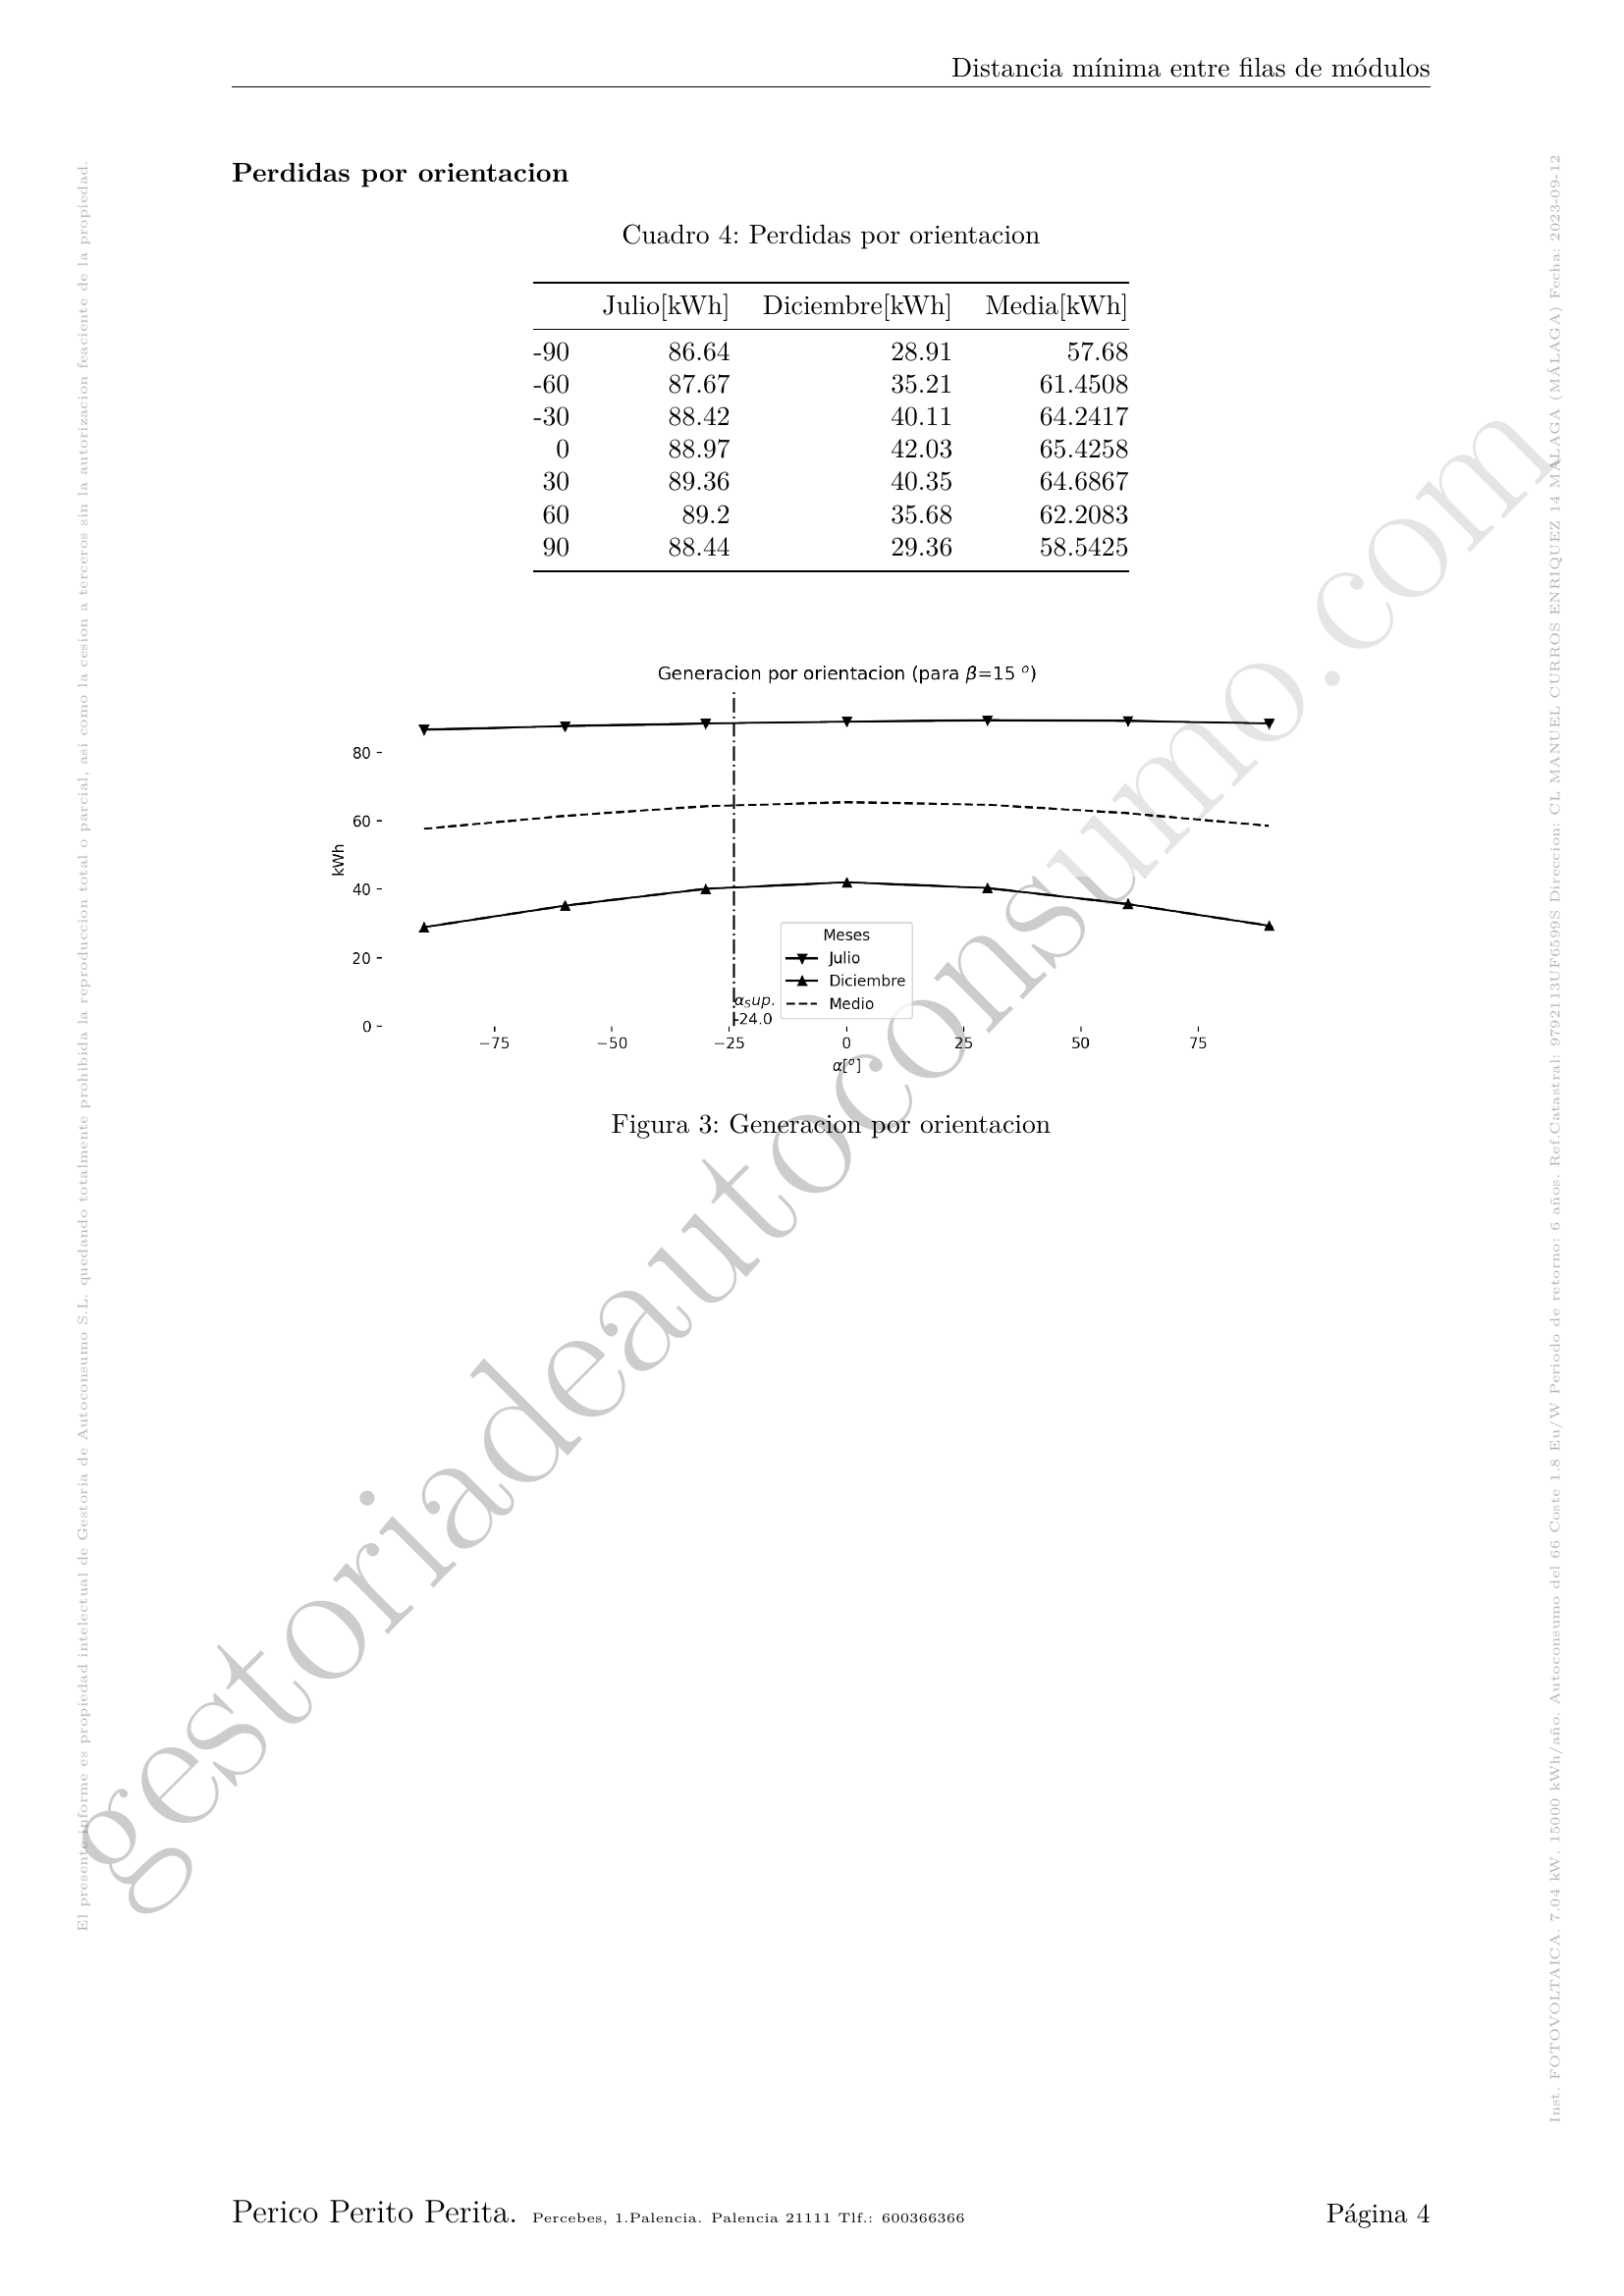 Distancia mínima entre filas de módulos
Perdidas por orientacion
Cuadro 4: Perdidas por orientacion
Julio[kWh] Diciembre[kWh] Media[kWh]
-90 86.64 28.91 57.68
-60 87.67 35.21 61.4508
-30 88.42 40.11 64.2417
0 88.97 42.03 65.4258
30 89.36 40.35 64.6867
60 89.2 35.68 62.2083
90 88.44 29.36 58.5425
Generacion por orientacion (para β=15 º)
80
60
40
20
0
kWh
Meses
Julio
Diciembre
Medio
αSup.
-24.0
−75 −50 −25 0 25 50 75
α[º]
Figura 3: Generacion por orientacion
gestoriadeautoconsumo.com
El presente informe es propiedad intelectual de Gestoria de Autoconsumo S.L. quedando totalmente prohibida la reproduccion total o parcial, asi como la cesion a terceros sin la autorizacion feaciente de la propiedad.
Inst. FOTOVOLTAICA. 7.04 kW. 15000 kWh/año. Autoconsumo del 66 Coste 1.8 Eu/W Periodo de retorno: 6 años. Ref.Catastral: 9792113UF6599S Direccion: CL MANUEL CURROS ENRIQUEZ 14 MALAGA (MÁLAGA) Fecha: 2023-09-12
Perico Perito Perita. Percebes, 1.Palencia. Palencia 21111 Tlf.: 600366366
Página 4